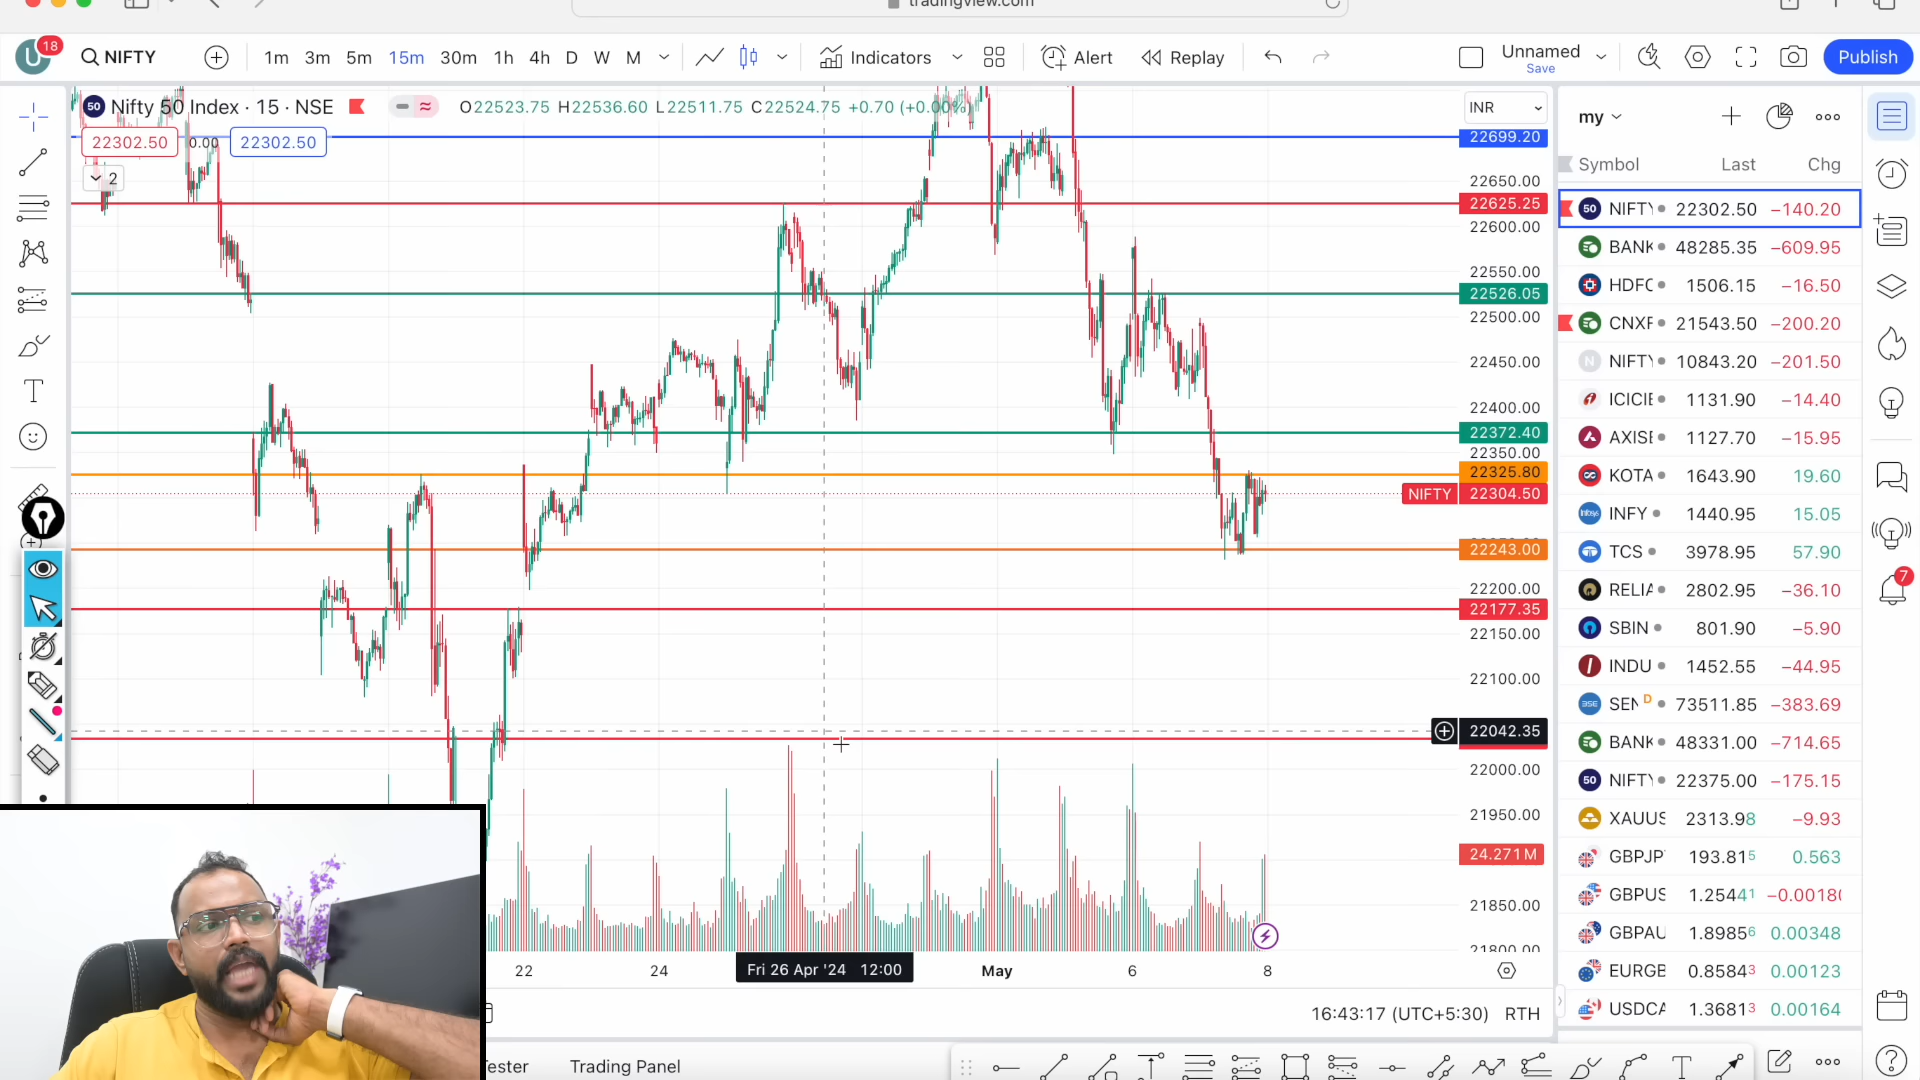 tradingview.com
U 18 NIFTY 1m 3m 5m 15m 30m 1h 4h D W M Indicators Alert Replay Unnamed Save Publish
50 Nifty 50 Index · 15 · NSE O22523.75 H22536.60 L22511.75 C22524.75 +0.70 (+0.00%)
22302.50 0.00 22302.50
2
INR
22699.20
22650.00
22625.25
22600.00
22550.00
22526.05
22500.00
22450.00
22400.00
22372.40
22350.00
22325.80
NIFTY 22304.50
22243.00
22200.00
22177.35
22150.00
22100.00
22042.35
22000.00
21950.00
24.271 M
21850.00
21800.00
22 24 Fri 26 Apr '24 12:00 May 6 8
16:43:17 (UTC+5:30) RTH
ester Trading Panel
my
Symbol Last Chg
50 NIFTY 22302.50 −140.20
BANK 48285.35 −609.95
HDFC 1506.15 −16.50
CNXF 21543.50 −200.20
N NIFTY 10843.20 −201.50
ICICIE 1131.90 −14.40
AXISE 1127.70 −15.95
KOTA 1643.90 19.60
INFY 1440.95 15.05
TCS 3978.95 57.90
RELIA 2802.95 −36.10
SBIN 801.90 −5.90
INDU 1452.55 −44.95
SEN D 73511.85 −383.69
BANK 48331.00 −714.65
50 NIFTY 22375.00 −175.15
XAUUS 2313.98 −9.93
GBPJP 193.815 0.563
GBPUS 1.25441 −0.00180
GBPAU 1.89856 0.00348
EURGB 0.85843 0.00123
USDCA 1.36813 0.00164
7